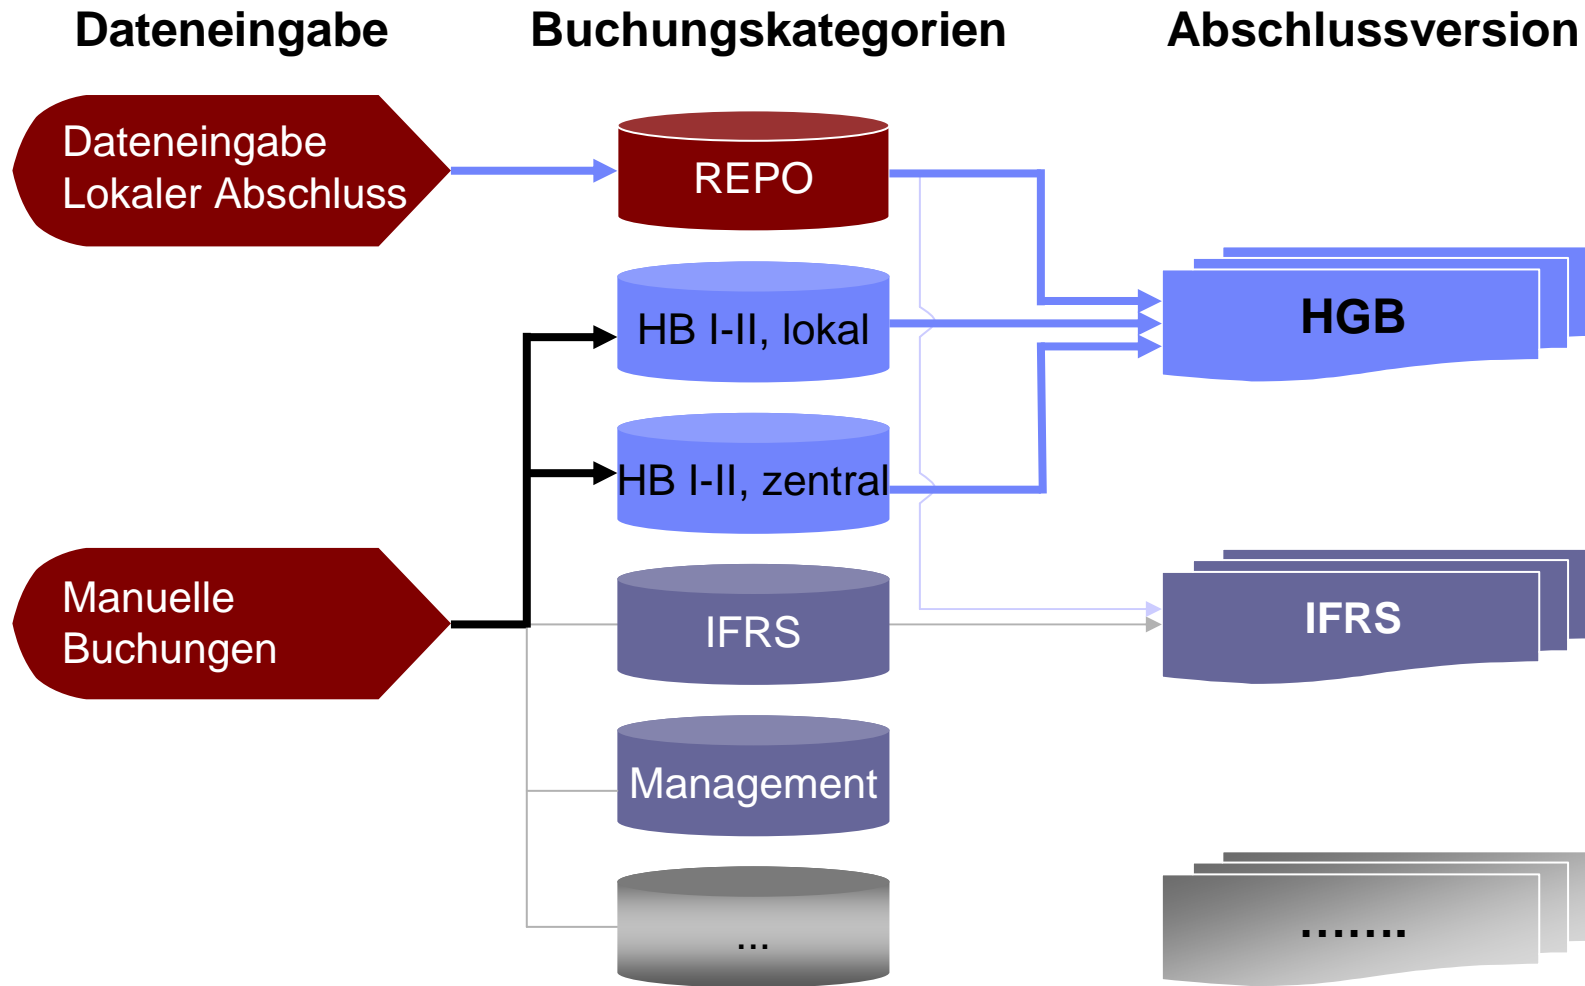 Dateneingabe
Buchungskategorien
Abschlussversion
Dateneingabe
Lokaler Abschluss
REPO
HB I-II, lokal
HGB
HB I-II, zentral
Manuelle
Buchungen
IFRS
IFRS
Management
...
.......